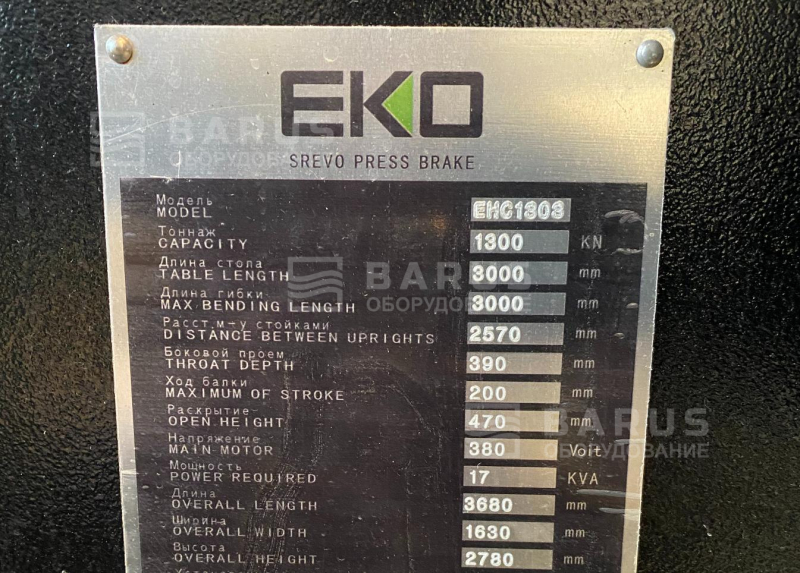 EKO
SREVO PRESS BRAKE
BARUS
ОБОРУДОВАНИЕ
Модель
MODEL EHC1303
Тоннаж
CAPACITY 1300 KN
Длина стола
TABLE LENGTH 3000 mm
BARUS
ОБОРУДОВАНИЕ
Длина гибки
MAX BENDING LENGTH 3000 mm
Расст.м-у стойками
DISTANCE BETWEEN UPRIGHTS 2570 mm
Боковой проем
THROAT DEPTH 390 mm
Ход балки
MAXIMUM OF STROKE 200 mm
Раскрытие
OPEN HEIGHT 470 mm
BARUS
ОБОРУДОВАНИЕ
Напряжение
MAIN MOTOR 380 Volt
Мощность
POWER REQUIRED 17 KVA
Длина
OVERALL LENGTH 3680 mm
Ширина
OVERALL WIDTH 1630 mm
Высота
OVERALL HEIGHT 2780 mm